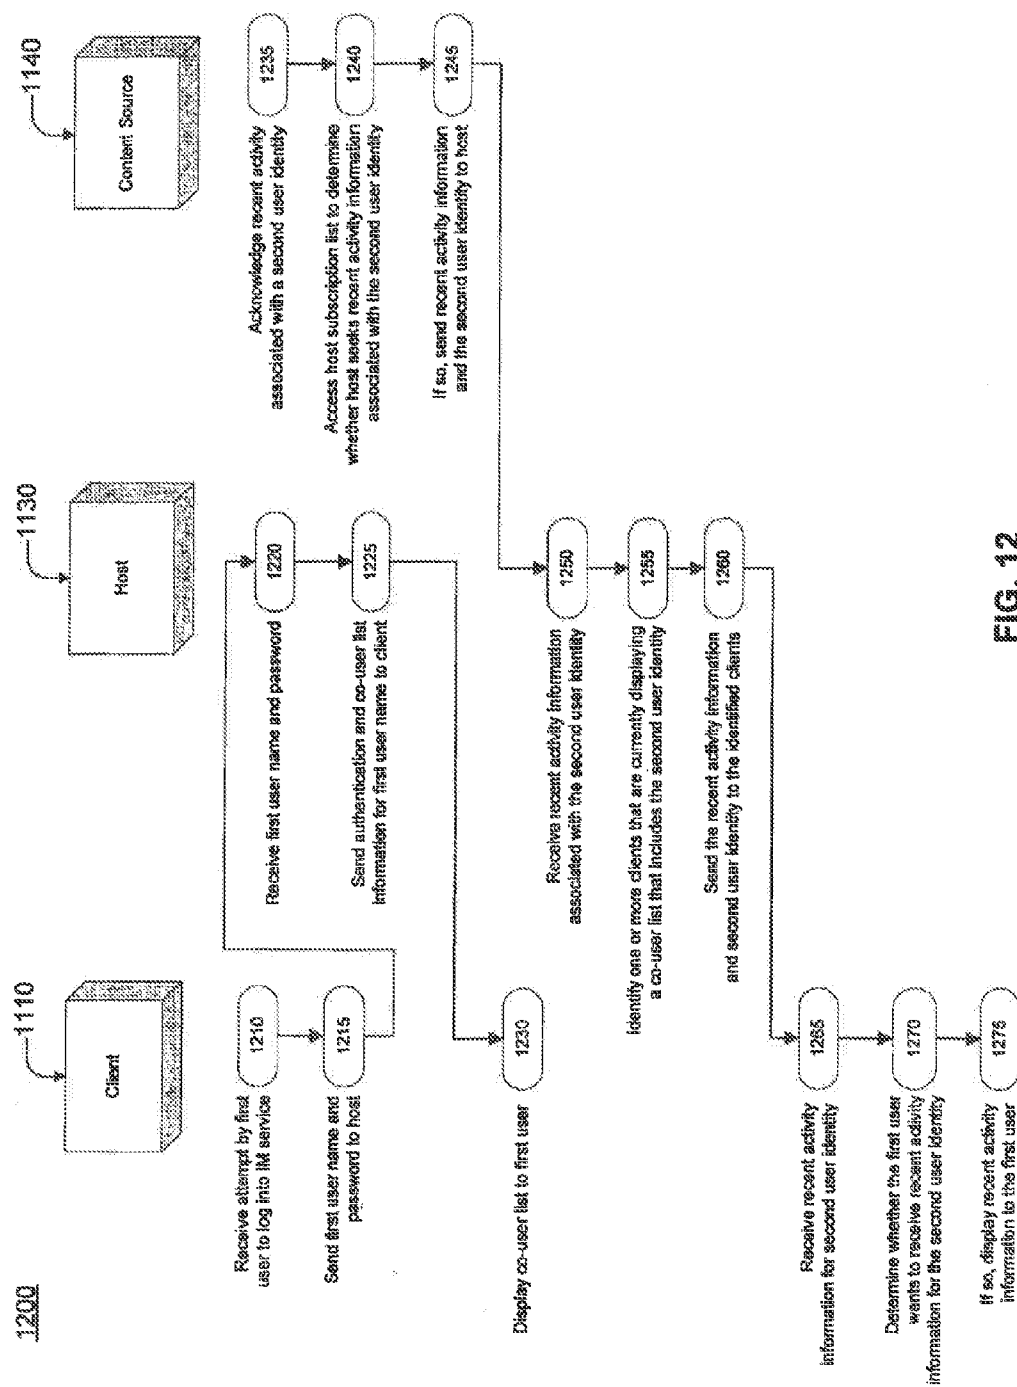 1200
1110
Client
1130
Host
1140
Content Source
Receive attempt by first
user to log into IM service
1210
Send first user name and
password to host
1215
Receive first user name and password
1220
Send authentication and co-user list
information for first user name to client
1225
Display co-user list to first user
1230
Acknowledge recent activity
associated with a second user identity
1235
Access host subscription list to determine
whether host seeks recent activity information
associated with the second user identity
1240
If so, send recent activity information
and the second user identity to host
1245
Receive recent activity information
associated with the second user identity
1250
Identify one or more clients that are currently displaying
a co-user list that includes the second user identity
1255
Send the recent activity information
and second user identity to the identified clients
1260
Receive recent activity
information for second user identity
1265
Determine whether the first user
wants to receive recent activity
information for the second user identity
1270
If so, display recent activity
information to the first user
1275
FIG. 12